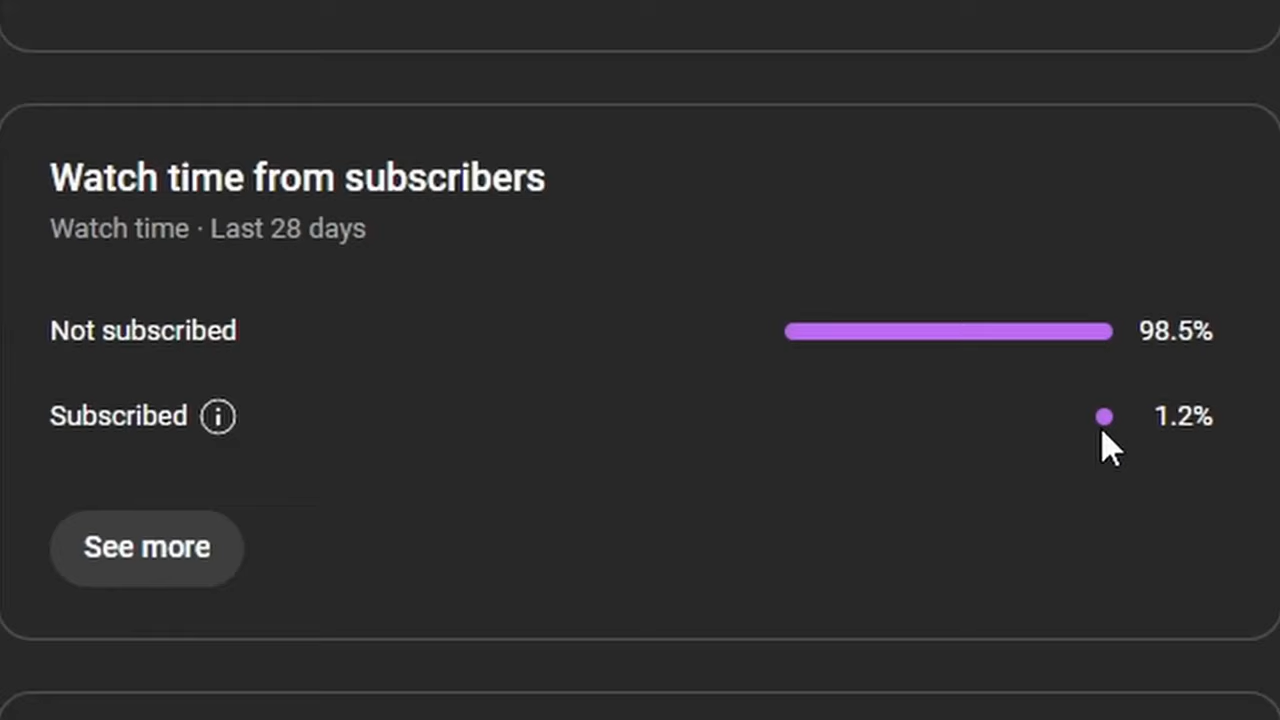 Watch time from subscribers
Watch time · Last 28 days
Not subscribed 98.5%
Subscribed 1.2%
See more